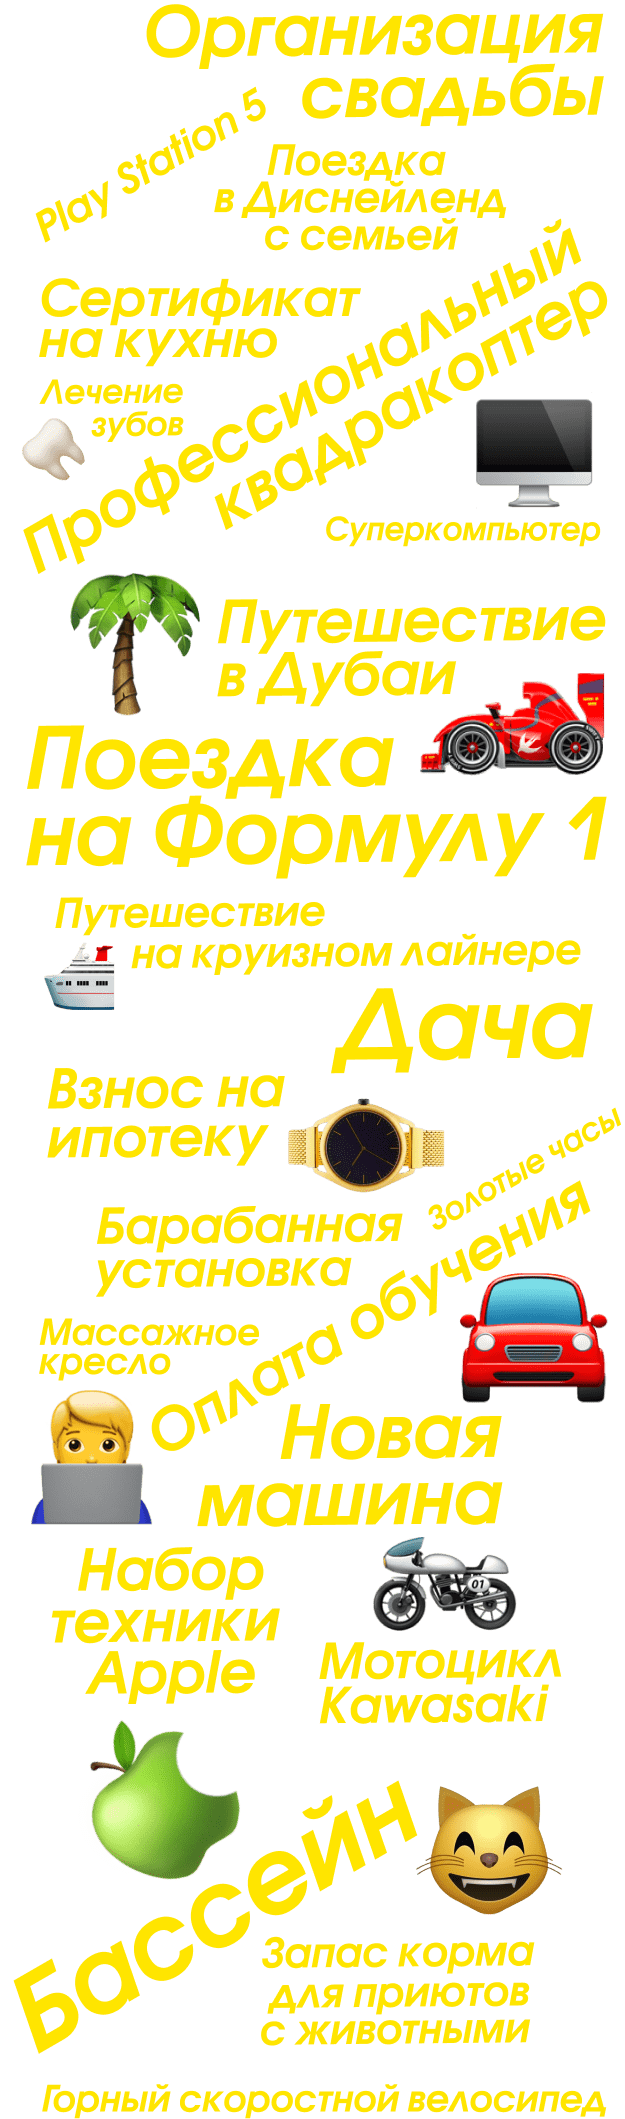 Организация
свадьбы
Play Station 5
Поездка
в Диснейленд
с семьей
Сертификат
на кухню
Профессиональный
квадракоптер
Лечение
зубов
Суперкомпьютер
Путешествие
в Дубаи
Поездка
на Формулу 1
Путешествие
на круизном лайнере
Дача
Взнос на
ипотеку
Золотые часы
Барабанная
установка
Оплата обучения
Массажное
кресло
Новая
машина
Набор
техники
Apple
01
Мотоцикл
Kawasaki
Бассейн
Запас корма
для приютов
с животными
Горный скоростной велосипед